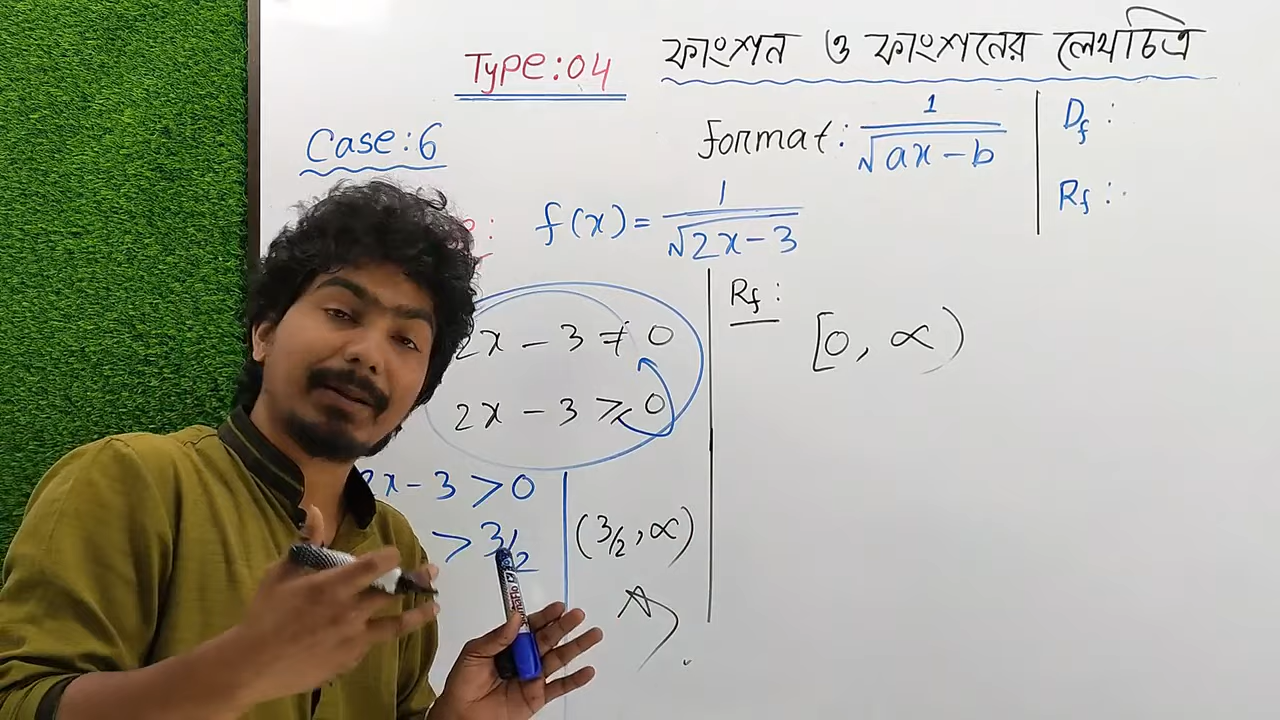 Type:04 ফাংশন ও ফাংশনের লেখচিত্র
Case:6
Format: 1/√(ax-b)
D_f :
R_f :
f(x) = 1/√(2x-3)
2x - 3 ≠ 0
2x - 3 ≥ 0
2x - 3 > 0
> 3/2
(3/2, ∝)
R_f :
[0, ∝)